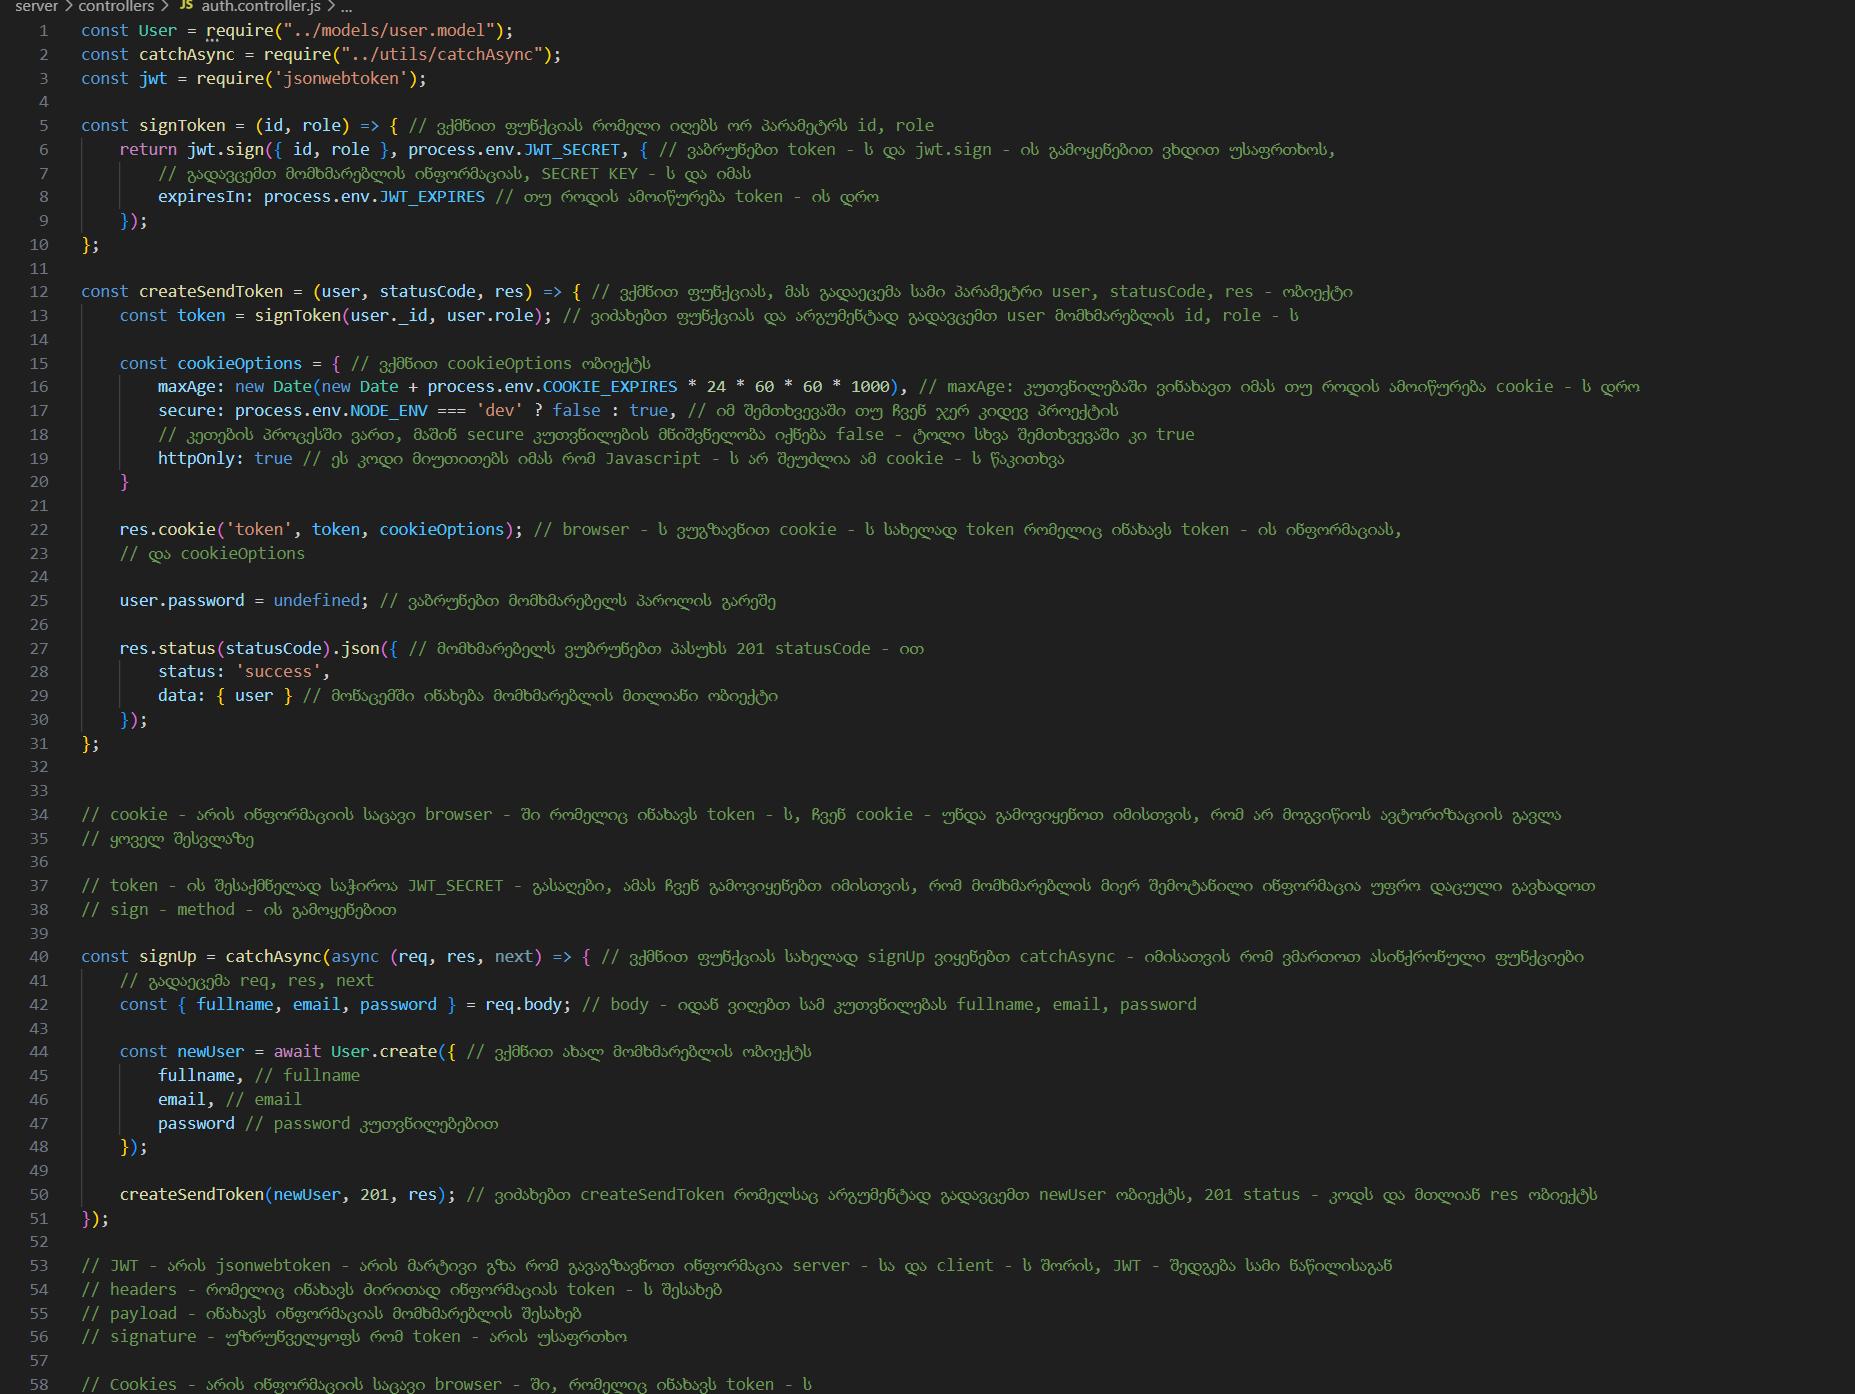 server > controllers > JS auth.controller.js > ...
1 const User = require("../models/user.model");
2 const catchAsync = require("../utils/catchAsync");
3 const jwt = require('jsonwebtoken');
4
5 const signToken = (id, role) => { // ვქმნით ფუნქციას რომელი იღებს ორ პარამეტრს id, role
6 return jwt.sign({ id, role }, process.env.JWT_SECRET, { // ვაბრუნებთ token - ს და jwt.sign - ის გამოყენებით ვხდით უსაფრთხოს,
7 // გადავცემთ მომხმარებლის ინფორმაციას, SECRET KEY - ს და იმას
8 expiresIn: process.env.JWT_EXPIRES // თუ როდის ამოიწურება token - ის დრო
9 });
10 };
11
12 const createSendToken = (user, statusCode, res) => { // ვქმნით ფუნქციას, მას გადაეცემა სამი პარამეტრი user, statusCode, res - ობიექტი
13 const token = signToken(user._id, user.role); // ვიძახებთ ფუნქციას და არგუმენტად გადავცემთ user მომხმარებლის id, role - ს
14
15 const cookieOptions = { // ვქმნით cookieOptions ობიექტს
16 maxAge: new Date(new Date + process.env.COOKIE_EXPIRES * 24 * 60 * 60 * 1000), // maxAge: კუთვნილებაში ვინახავთ იმას თუ როდის ამოიწურება cookie - ს დრო
17 secure: process.env.NODE_ENV === 'dev' ? false : true, // იმ შემთხვევაში თუ ჩვენ ჯერ კიდევ პროექტის
18 // კეთების პროცესში ვართ, მაშინ secure კუთვნილების მნიშვნელობა იქნება false - ტოლი სხვა შემთხვევაში კი true
19 httpOnly: true // ეს კოდი მიუთითებს იმას რომ Javascript - ს არ შეუძლია ამ cookie - ს წაკითხვა
20 }
21
22 res.cookie('token', token, cookieOptions); // browser - ს ვუგზავნით cookie - ს სახელად token რომელიც ინახავს token - ის ინფორმაციას,
23 // და cookieOptions
24
25 user.password = undefined; // ვაბრუნებთ მომხმარებელს პაროლის გარეშე
26
27 res.status(statusCode).json({ // მომხმარებელს ვუბრუნებთ პასუხს 201 statusCode - ით
28 status: 'success',
29 data: { user } // მონაცემში ინახება მომხმარებლის მთლიანი ობიექტი
30 });
31 };
32
33
34 // cookie - არის ინფორმაციის საცავი browser - ში რომელიც ინახავს token - ს, ჩვენ cookie - უნდა გამოვიყენოთ იმისთვის, რომ არ მოგვიწიოს ავტორიზაციის გავლა
35 // ყოველ შესვლაზე
36
37 // token - ის შესაქმნელად საჭიროა JWT_SECRET - გასაღები, ამას ჩვენ გამოვიყენებთ იმისთვის, რომ მომხმარებლის მიერ შემოტანილი ინფორმაცია უფრო დაცული გავხადოთ
38 // sign - method - ის გამოყენებით
39
40 const signUp = catchAsync(async (req, res, next) => { // ვქმნით ფუნქციას სახელად signUp ვიყენებთ catchAsync - იმისათვის რომ ვმართოთ ასინქრონული ფუნქციები
41 // გადაეცემა req, res, next
42 const { fullname, email, password } = req.body; // body - იდან ვიღებთ სამ კუთვნილებას fullname, email, password
43
44 const newUser = await User.create({ // ვქმნით ახალ მომხმარებლის ობიექტს
45 fullname, // fullname
46 email, // email
47 password // password კუთვნილებებით
48 });
49
50 createSendToken(newUser, 201, res); // ვიძახებთ createSendToken რომელსაც არგუმენტად გადავცემთ newUser ობიექტს, 201 status - კოდს და მთლიან res ობიექტს
51 });
52
53 // JWT - არის jsonwebtoken - არის მარტივი გზა რომ გავაგზავნოთ ინფორმაცია server - სა და client - ს შორის, JWT - შედგება სამი ნაწილისაგან
54 // headers - რომელიც ინახავს ძირითად ინფორმაციას token - ს შესახებ
55 // payload - ინახავს ინფორმაციას მომხმარებლის შესახებ
56 // signature - უზრუნველყოფს რომ token - არის უსაფრთხო
57
58 // Cookies - არის ინფორმაციის საცავი browser - ში, რომელიც ინახავს token - ს